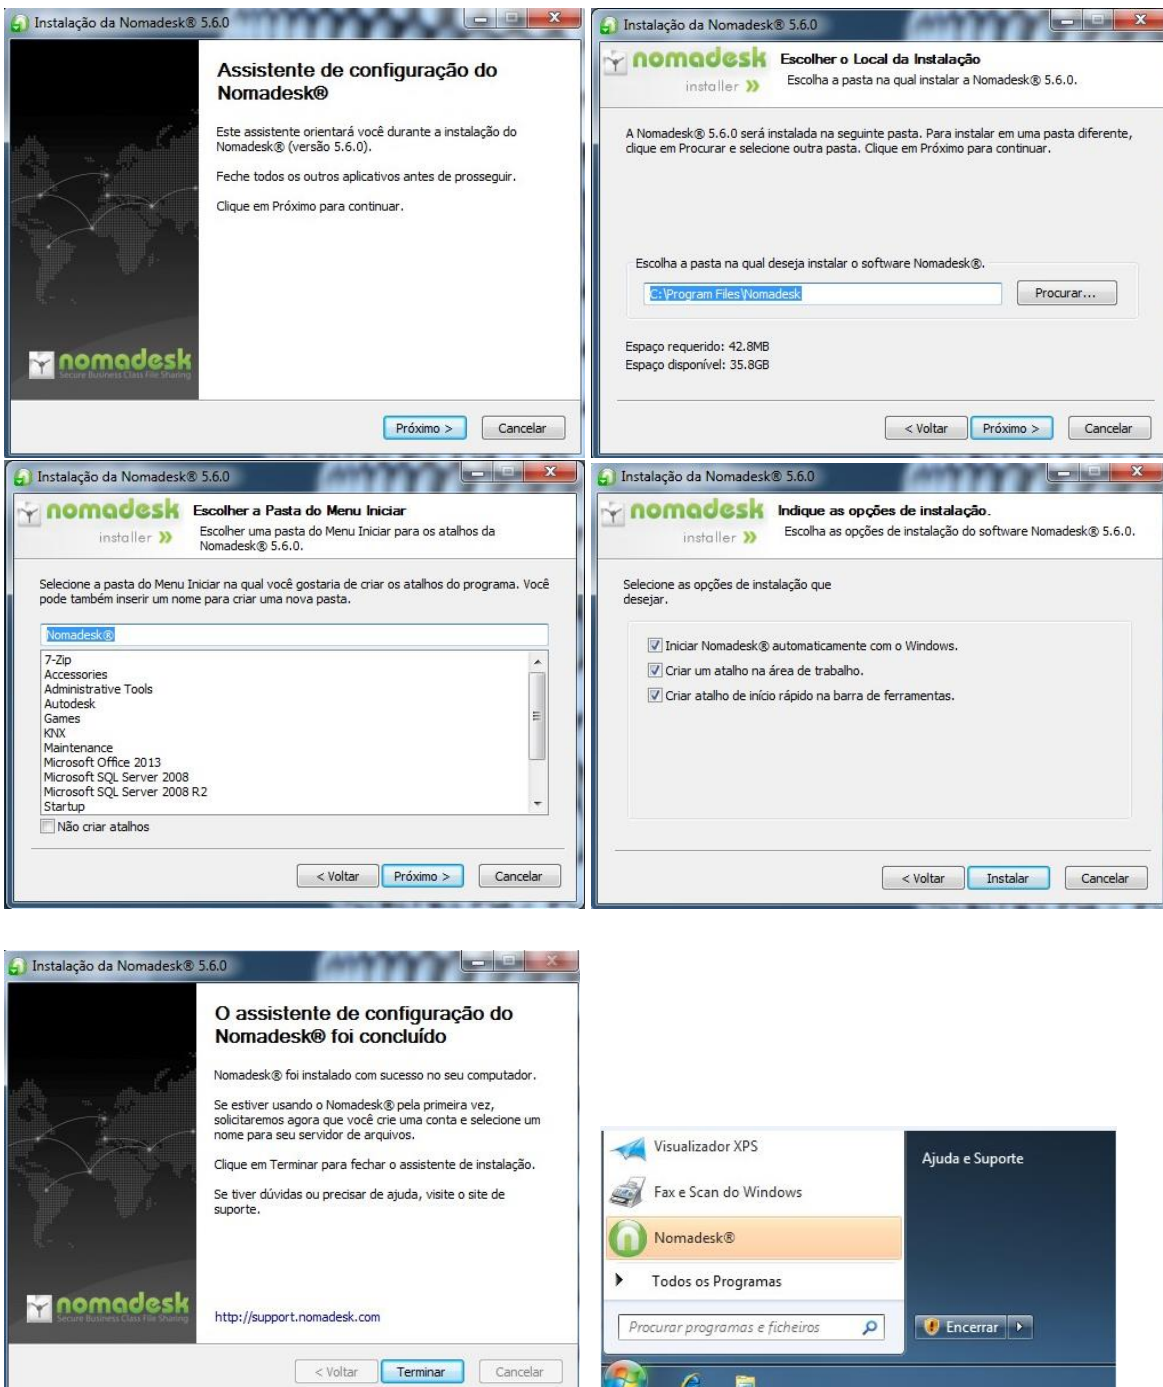 Instalação da Nomadesk® 5.6.0
Assistente de configuração do
Nomadesk®
Este assistente orientará você durante a instalação do
Nomadesk® (versão 5.6.0).
Feche todos os outros aplicativos antes de prosseguir.
Clique em Próximo para continuar.
nomadesk
Secure Business Class File Sharing
Próximo >
Cancelar
Instalação da Nomadesk® 5.6.0
nomadesk
installer
Escolher o Local da Instalação
Escolha a pasta na qual instalar a Nomadesk® 5.6.0.
A Nomadesk® 5.6.0 será instalada na seguinte pasta. Para instalar em uma pasta diferente,
clique em Procurar e selecione outra pasta. Clique em Próximo para continuar.
Escolha a pasta na qual deseja instalar o software Nomadesk®.
C:\Program Files\Nomadesk
Procurar...
Espaço requerido: 42.8MB
Espaço disponível: 35.8GB
< Voltar
Próximo >
Cancelar
Instalação da Nomadesk® 5.6.0
nomadesk
installer
Escolher a Pasta do Menu Iniciar
Escolher uma pasta do Menu Iniciar para os atalhos da
Nomadesk® 5.6.0.
Selecione a pasta do Menu Iniciar na qual você gostaria de criar os atalhos do programa. Você
pode também inserir um nome para criar uma nova pasta.
Nomadesk®
7-Zip
Accessories
Administrative Tools
Autodesk
Games
KNX
Maintenance
Microsoft Office 2013
Microsoft SQL Server 2008
Microsoft SQL Server 2008 R2
Startup
Não criar atalhos
< Voltar
Próximo >
Cancelar
Instalação da Nomadesk® 5.6.0
nomadesk
installer
Indique as opções de instalação.
Escolha as opções de instalação do software Nomadesk® 5.6.0.
Selecione as opções de instalação que
desejar.
Iniciar Nomadesk® automaticamente com o Windows.
Criar um atalho na área de trabalho.
Criar atalho de início rápido na barra de ferramentas.
< Voltar
Instalar
Cancelar
Instalação da Nomadesk® 5.6.0
O assistente de configuração do
Nomadesk® foi concluído
Nomadesk® foi instalado com sucesso no seu computador.
Se estiver usando o Nomadesk® pela primeira vez,
solicitaremos agora que você crie uma conta e selecione um
nome para seu servidor de arquivos.
Clique em Terminar para fechar o assistente de instalação.
Se tiver dúvidas ou precisar de ajuda, visite o site de
suporte.
nomadesk
Secure Business Class File Sharing
http://support.nomadesk.com
< Voltar
Terminar
Cancelar
Visualizador XPS
Fax e Scan do Windows
Nomadesk®
Todos os Programas
Procurar programas e ficheiros
Ajuda e Suporte
Encerrar